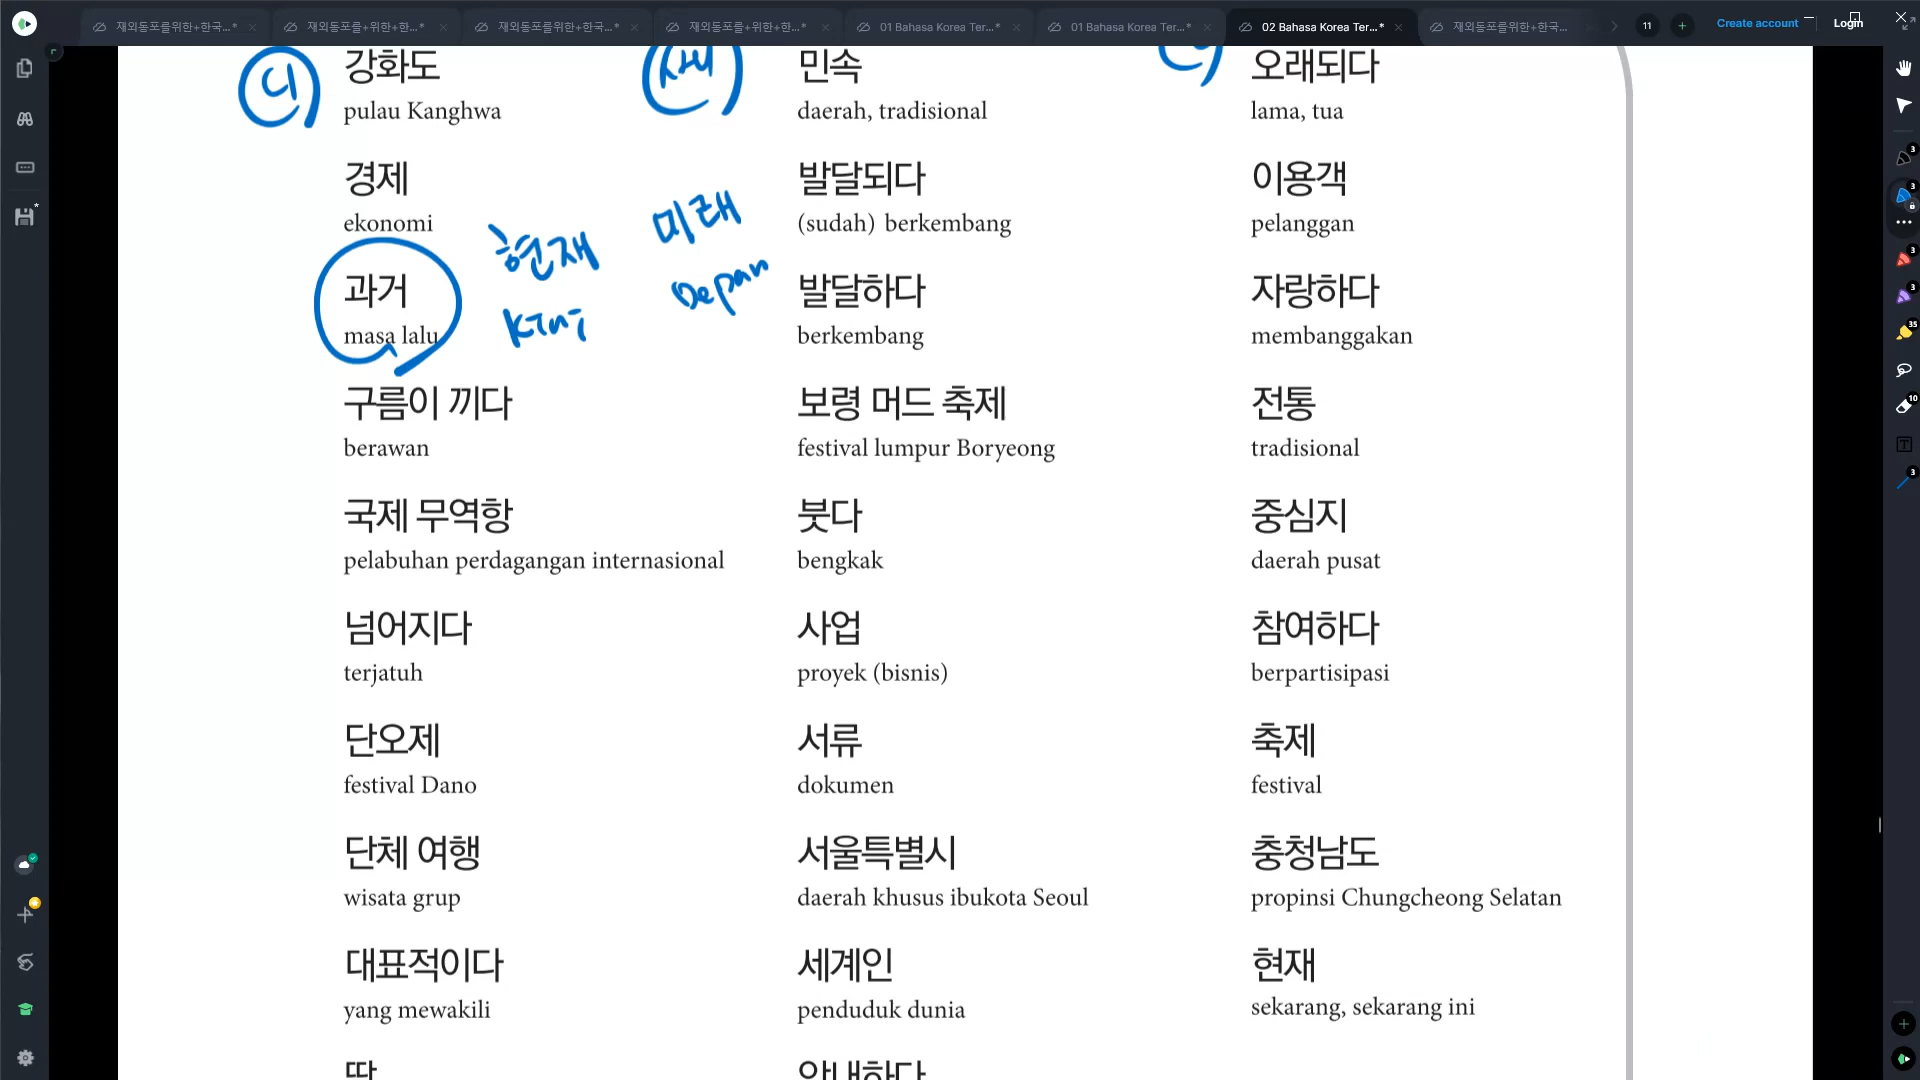 재외동포를위한+한국...*
재외동포를+위한+한...*
재외동포를위한+한국...*
재외동포를+위한+한...*
01 Bahasa Korea Ter...*
01 Bahasa Korea Ter...*
02 Bahasa Korea Ter...*
재외동포를위한+한국...
11
Create account
Login
강화도
pulau Kanghwa
경제
ekonomi
과거
masa lalu
현재
kini
미래
Depan
구름이 끼다
berawan
국제 무역항
pelabuhan perdagangan internasional
넘어지다
terjatuh
단오제
festival Dano
단체 여행
wisata grup
대표적이다
yang mewakili
민속
daerah, tradisional
발달되다
(sudah) berkembang
발달하다
berkembang
보령 머드 축제
festival lumpur Boryeong
붓다
bengkak
사업
proyek (bisnis)
서류
dokumen
서울특별시
daerah khusus ibukota Seoul
세계인
penduduk dunia
오래되다
lama, tua
이용객
pelanggan
자랑하다
membanggakan
전통
tradisional
중심지
daerah pusat
참여하다
berpartisipasi
축제
festival
충청남도
propinsi Chungcheong Selatan
현재
sekarang, sekarang ini
3
3
3
3
35
10
3